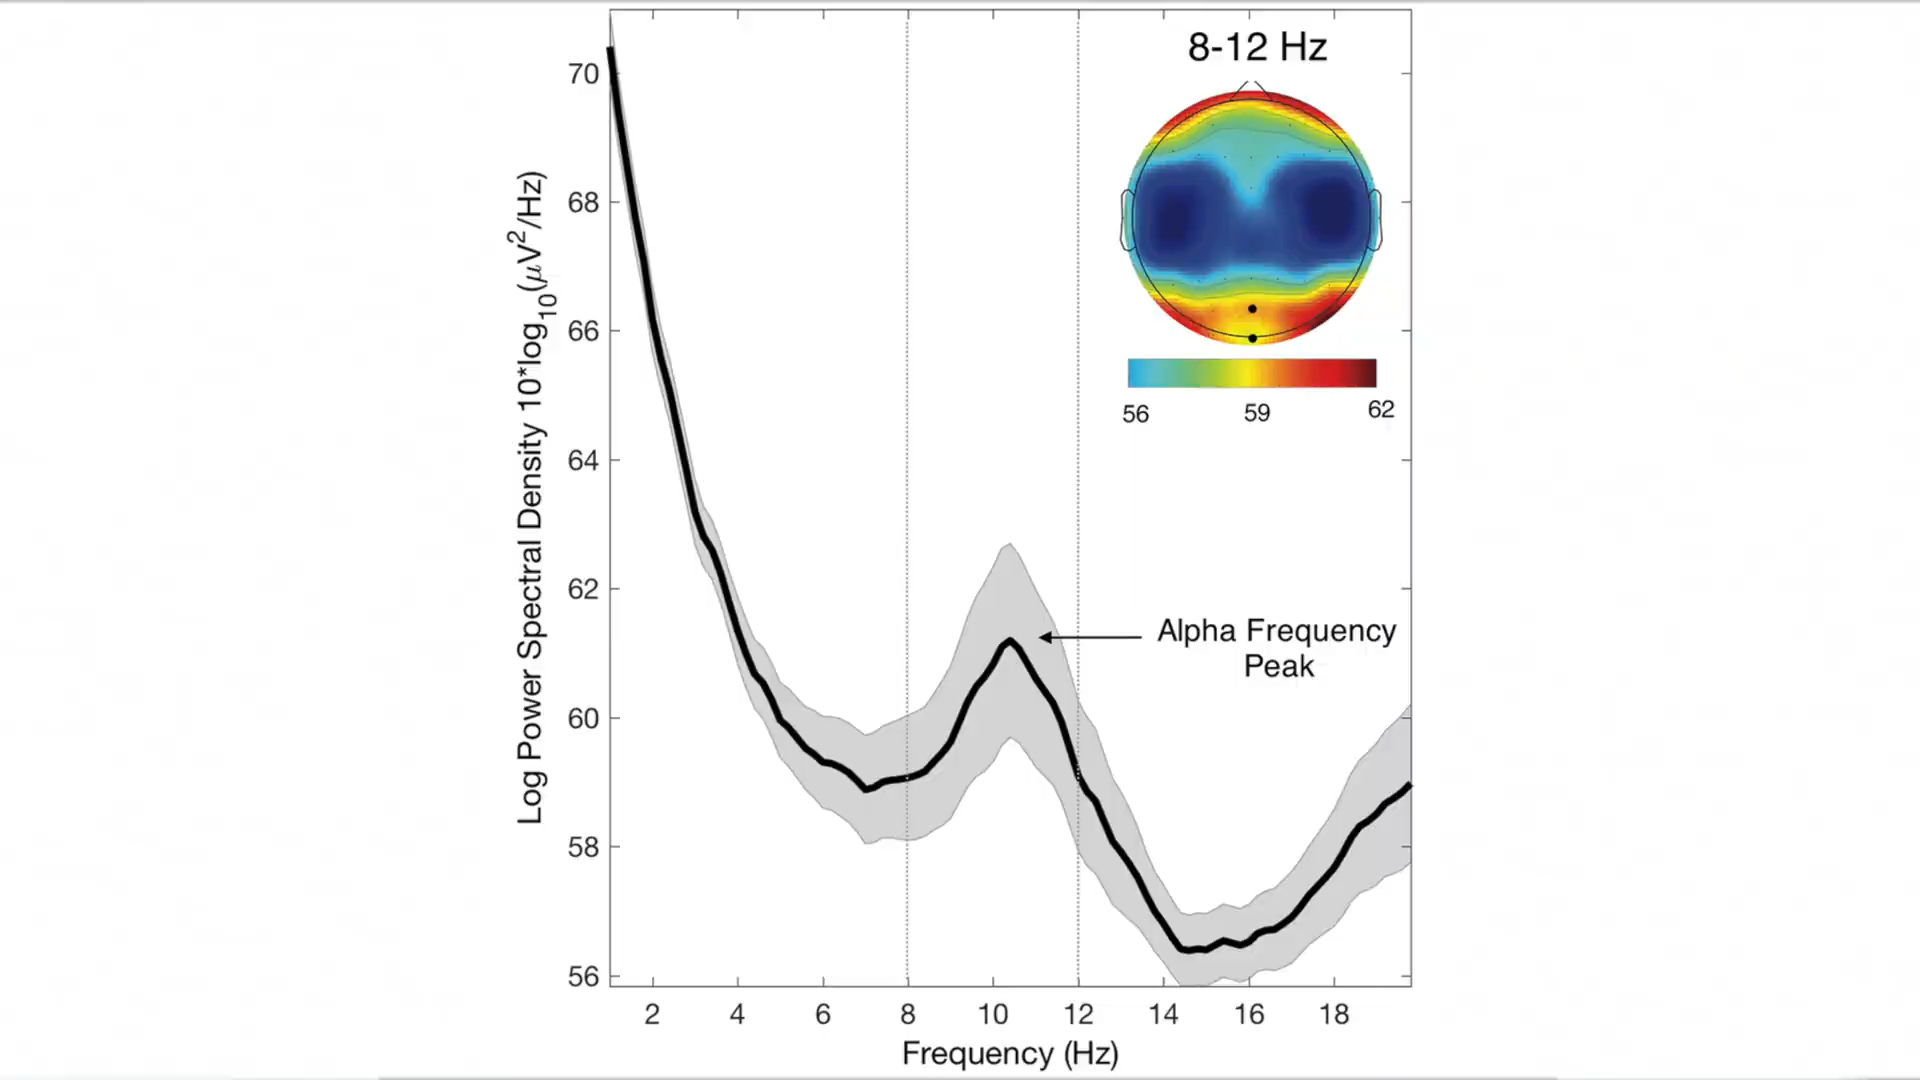 8-12 Hz
56 59 62
Alpha Frequency
Peak
Log Power Spectral Density 10*log10(μV2/Hz)
70
68
66
64
62
60
58
56
2 4 6 8 10 12 14 16 18
Frequency (Hz)